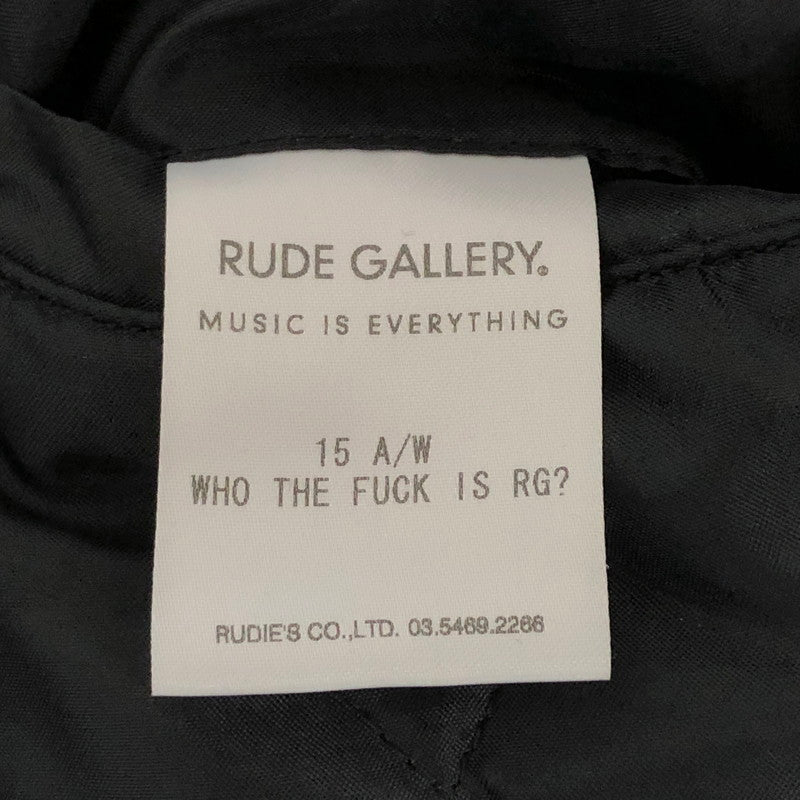 RUDE GALLERY®
MUSIC IS EVERYTHING
15 A/W
WHO THE FUCK IS RG?
RUDIE'S CO.,LTD. 03.5469.2266